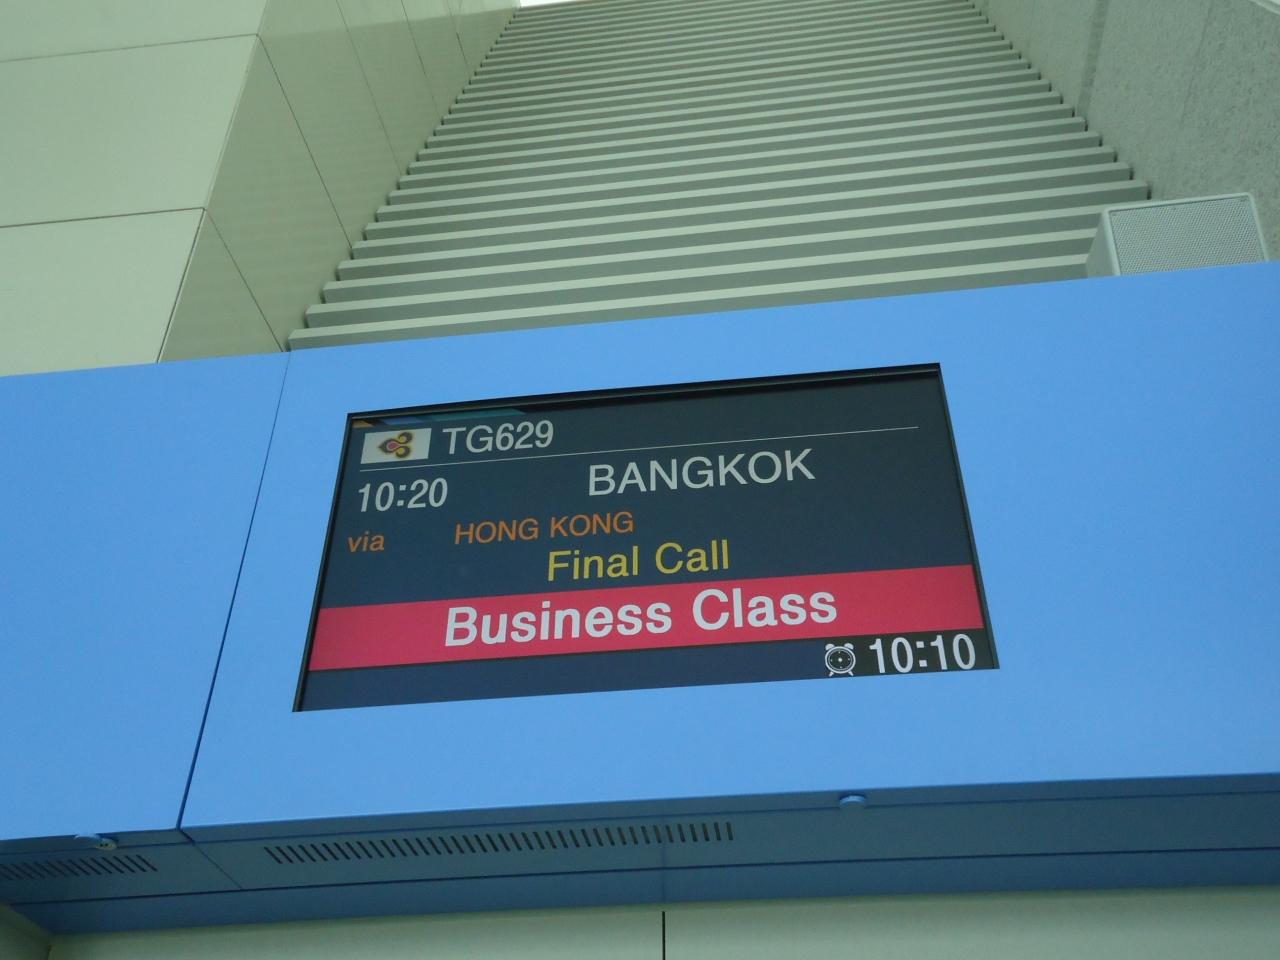 TG629
10:20 BANGKOK
via HONG KONG
Final Call
Business Class
10:10